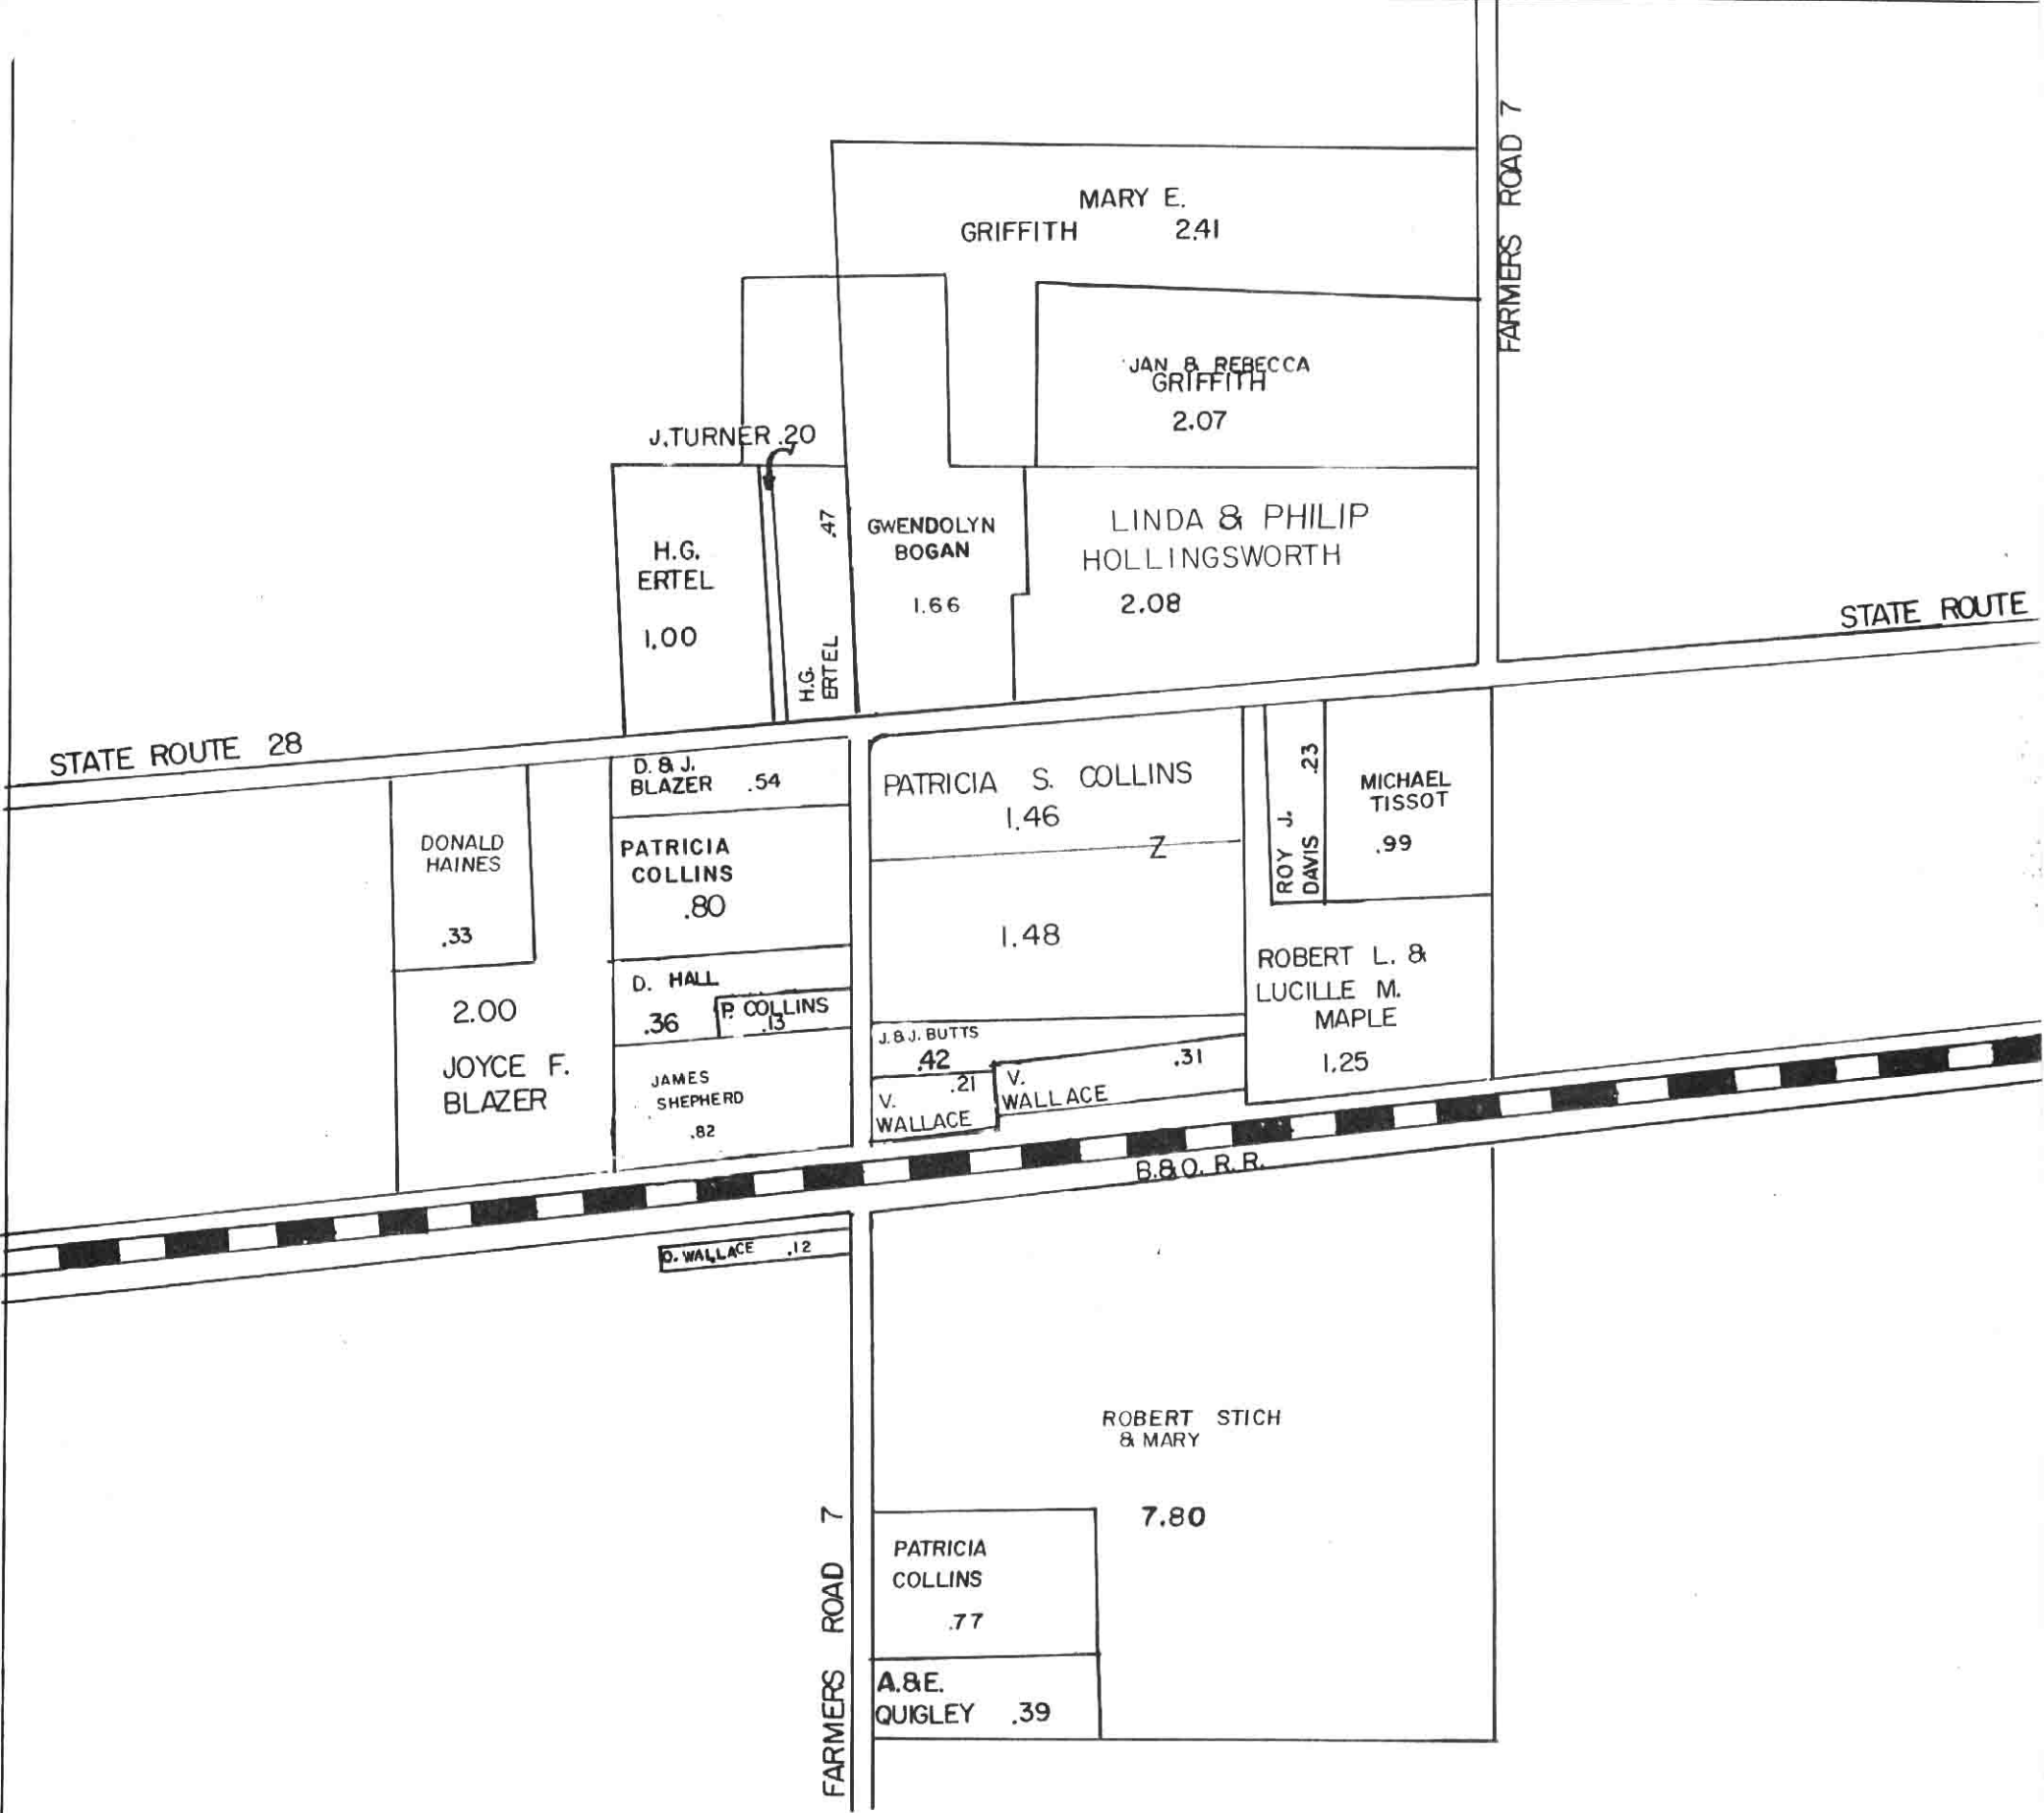 FARMERS ROAD 7
MARY E.
GRIFFITH 2.41
JAN & REBECCA
GRIFFITH
2.07
J. TURNER .20
H.G.
ERTEL
1.00
H.G.
ERTEL .47
GWENDOLYN
BOGAN
1.66
LINDA & PHILIP
HOLLINGSWORTH
2.08
STATE ROUTE
STATE ROUTE 28
D. & J.
BLAZER .54
PATRICIA
COLLINS
.80
DONALD
HAINES
.33
2.00
JOYCE F.
BLAZER
D. HALL
.36
P. COLLINS
.13
JAMES
SHEPHERD
.82
PATRICIA S. COLLINS
1.46
Z
1.48
J. & J. BUTTS
.42
.21
V.
WALLACE
V. .31
WALLACE
ROY J.
DAVIS .23
MICHAEL
TISSOT
.99
ROBERT L. &
LUCILLE M.
MAPLE
1.25
B. & O. R. R.
O. WALLACE .12
ROBERT STICH
& MARY
7.80
PATRICIA
COLLINS
.77
A. & E.
QUIGLEY .39
FARMERS ROAD 7